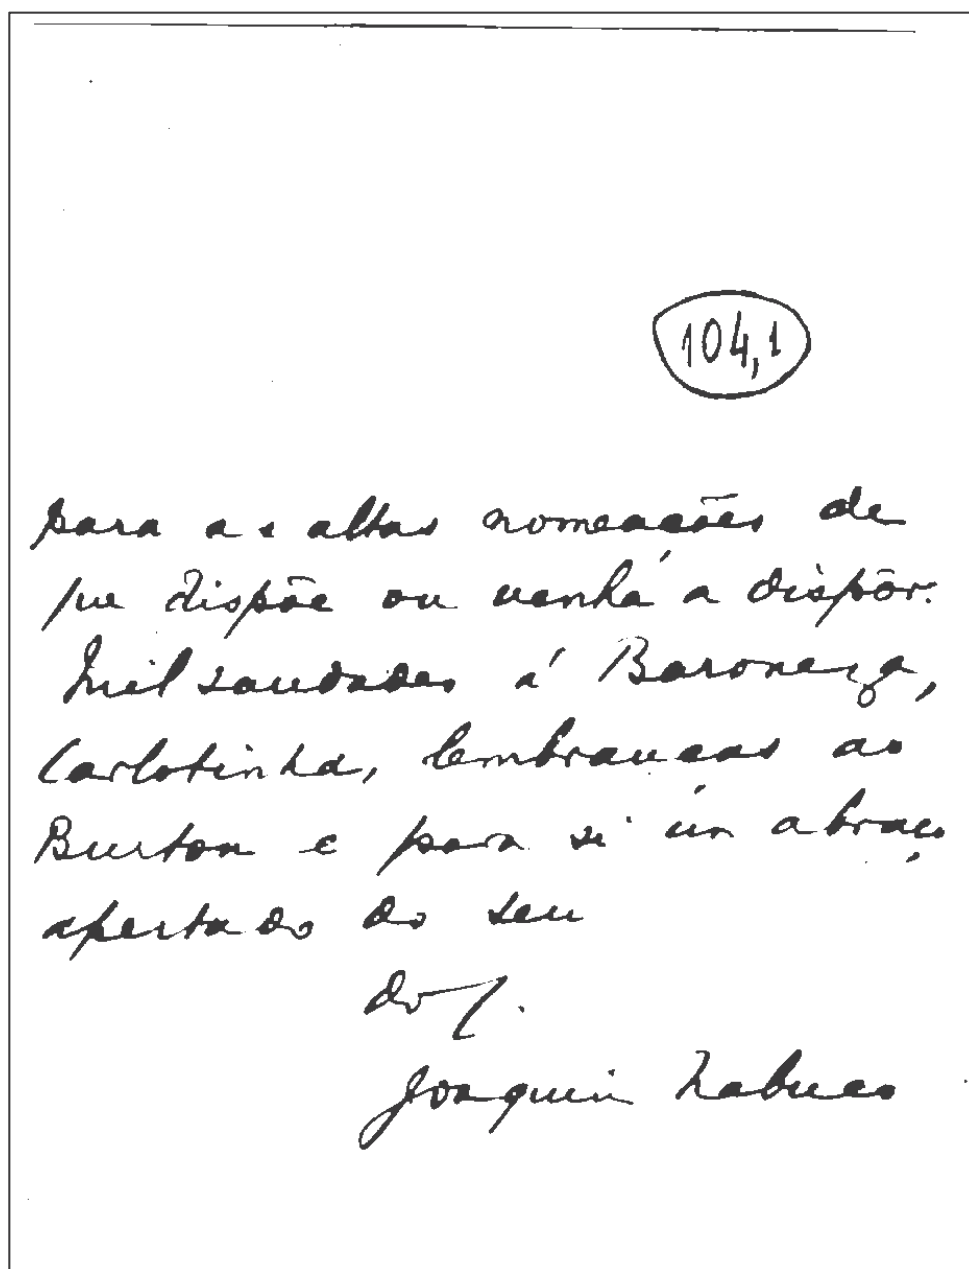 104,1
para as altas nomeações de
que dispõe ou venha a dispôr.
Mil saudades á Baroneza,
Carlotinha, lembranças ao
Burton e para si um abraço
apertado do seu
Joaquim Nabuco